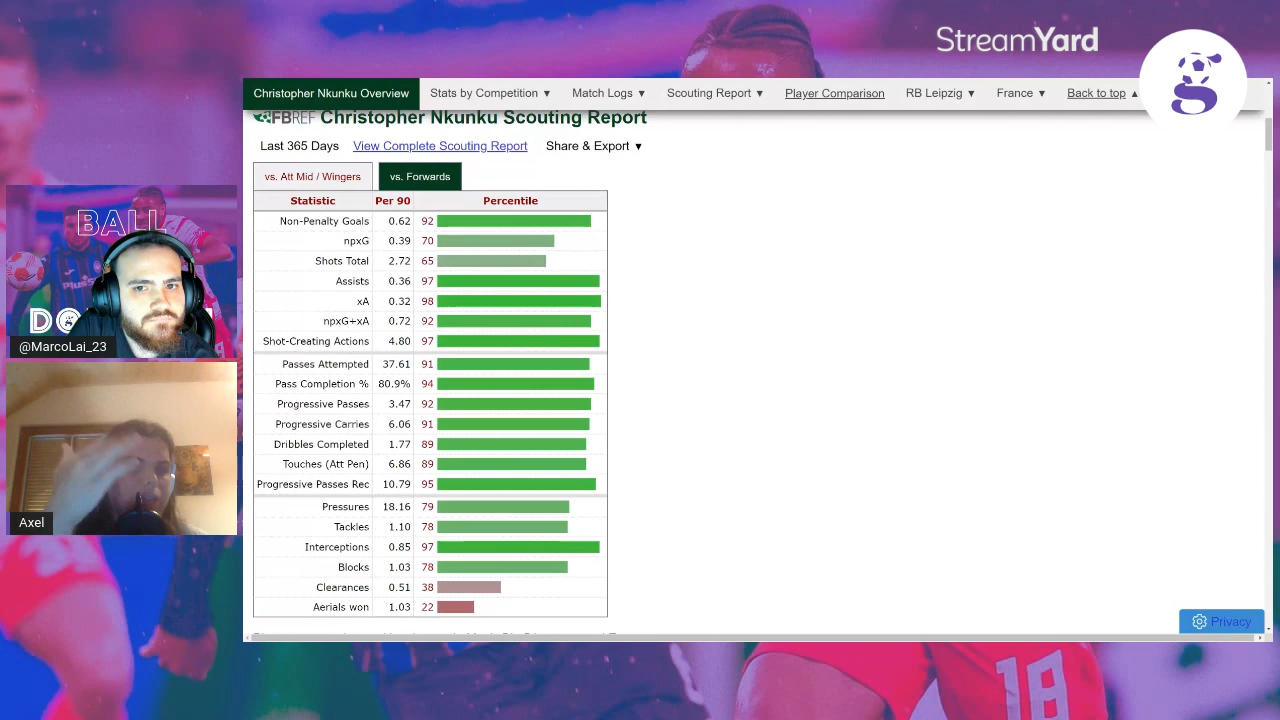 StreamYard
Christopher Nkunku Overview Stats by Competition ▼ Match Logs ▼ Scouting Report ▼ Player Comparison RB Leipzig ▼ France ▼ Back to top ▲
FBREF Christopher Nkunku Scouting Report
Last 365 Days View Complete Scouting Report Share & Export ▼
vs. Att Mid / Wingers vs. Forwards
Statistic Per 90 Percentile
Non-Penalty Goals 0.62 92
npxG 0.39 70
Shots Total 2.72 65
Assists 0.36 97
xA 0.32 98
npxG+xA 0.72 92
Shot-Creating Actions 4.80 97
Passes Attempted 37.61 91
Pass Completion % 80.9% 94
Progressive Passes 3.47 92
Progressive Carries 6.06 91
Dribbles Completed 1.77 89
Touches (Att Pen) 6.86 89
Progressive Passes Rec 10.79 95
Pressures 18.16 79
Tackles 1.10 78
Interceptions 0.85 97
Blocks 1.03 78
Clearances 0.51 38
Aerials won 1.03 22
Privacy
BALL
@MarcoLai_23
Axel
18